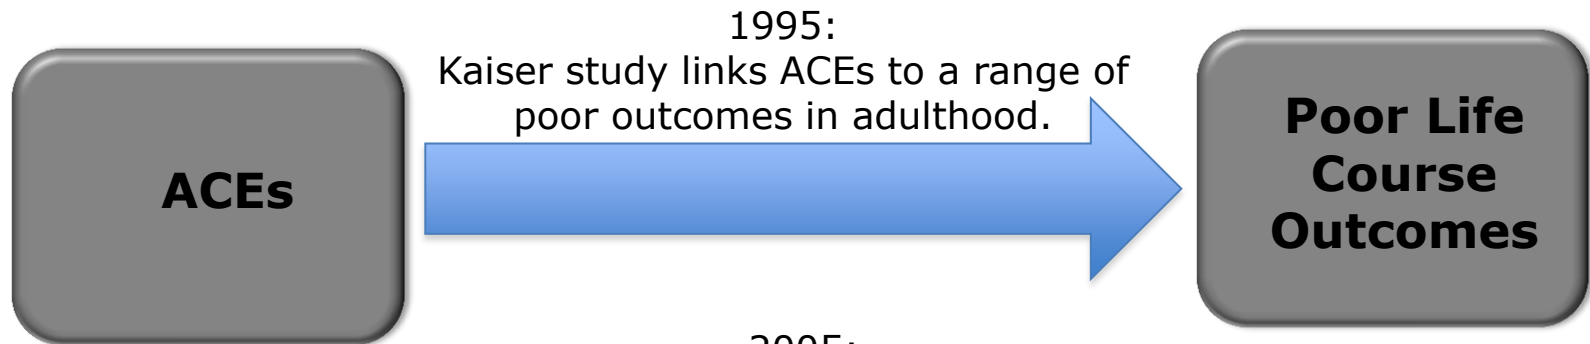 1995:
Kaiser study links ACEs to a range of
poor outcomes in adulthood.
ACEs
Poor Life
Course
Outcomes